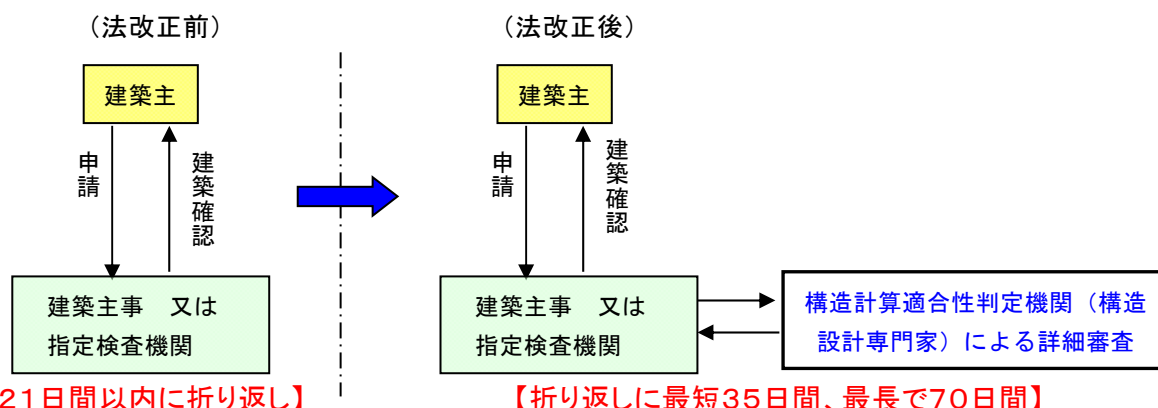 （法改正前）
建築主
申請
建築確認
建築主事　又は
指定検査機関
21日間以内に折り返し】
（法改正後）
建築主
申請
建築確認
建築主事　又は
指定検査機関
構造計算適合性判定機関（構造
設計専門家）による詳細審査
【折り返しに最短35日間、最長で70日間】